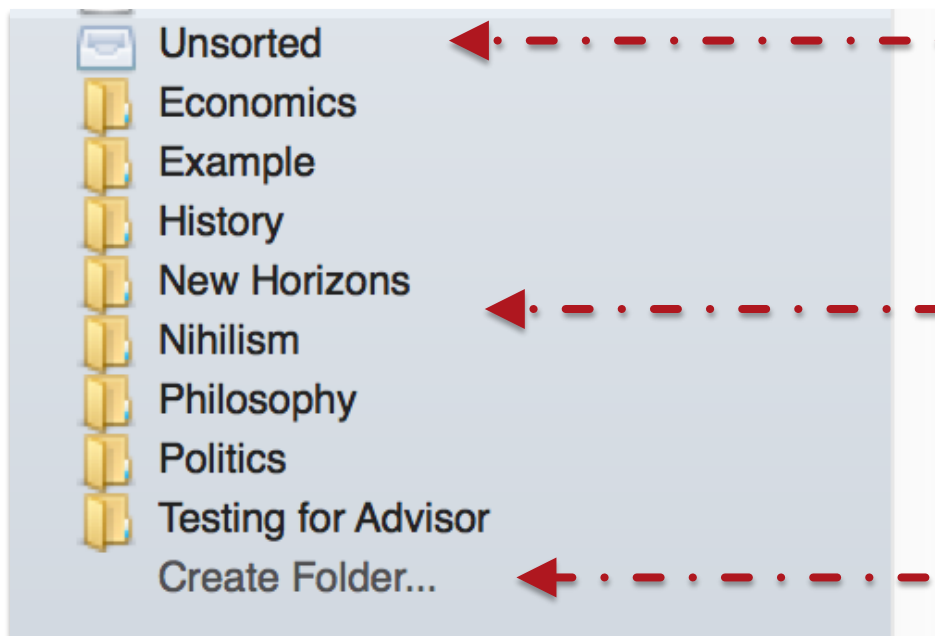 Unsorted
Economics
Example
History
New Horizons
Nihilism
Philosophy
Politics
Testing for Advisor
Create Folder...